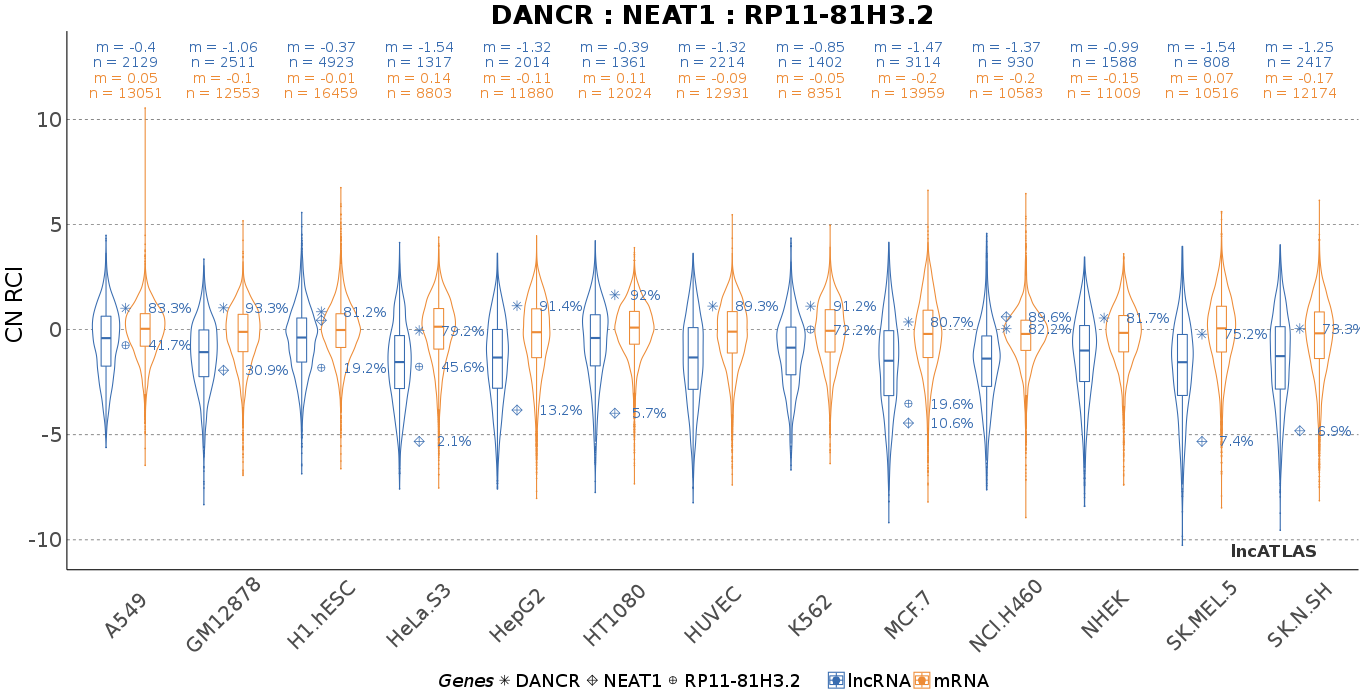 DANCR : NEAT1 : RP11-81H3.2
m = -0.4 m = -1.06 m = -0.37 m = -1.54 m = -1.32 m = -0.39 m = -1.32 m = -0.85 m = -1.47 m = -1.37 m = -0.99 m = -1.54 m = -1.25
n = 2129 n = 2511 n = 4923 n = 1317 n = 2014 n = 1361 n = 2214 n = 1402 n = 3114 n = 930 n = 1588 n = 808 n = 2417
m = 0.05 m = -0.1 m = -0.01 m = 0.14 m = -0.11 m = 0.11 m = -0.09 m = -0.05 m = -0.2 m = -0.2 m = -0.15 m = 0.07 m = -0.17
n = 13051 n = 12553 n = 16459 n = 8803 n = 11880 n = 12024 n = 12931 n = 8351 n = 13959 n = 10583 n = 11009 n = 10516 n = 12174
10
5
92%
83.3% 93.3% 81.2% 91.4% 89.3% 91.2% 89.6% 81.7%
CN RCI
0
79.2% 72.2% 80.7% 82.2% 75.2% 73.3%
41.7% 30.9% 19.2% 45.6%
13.2% 5.7% 19.6% 10.6%
-5
2.1% 7.4% 6.9%
-10
lncATLAS
A549 GM12878 H1.hESC HeLa.S3 HepG2 HT1080 HUVEC K562 MCF.7 NCI.H460 NHEK SK.MEL.5 SK.N.SH
Genes DANCR NEAT1 RP11-81H3.2 lncRNA mRNA